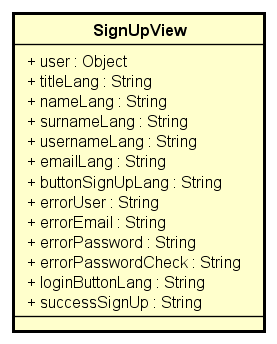 SignUpView
+ user : Object
+ titleLang : String
+ nameLang : String
+ surnameLang : String
+ usernameLang : String
+ emailLang : String
+ buttonSignUpLang : String
+ errorUser : String
+ errorEmail : String
+ errorPassword : String
+ errorPasswordCheck : String
+ loginButtonLang : String
+ successSignUp : String